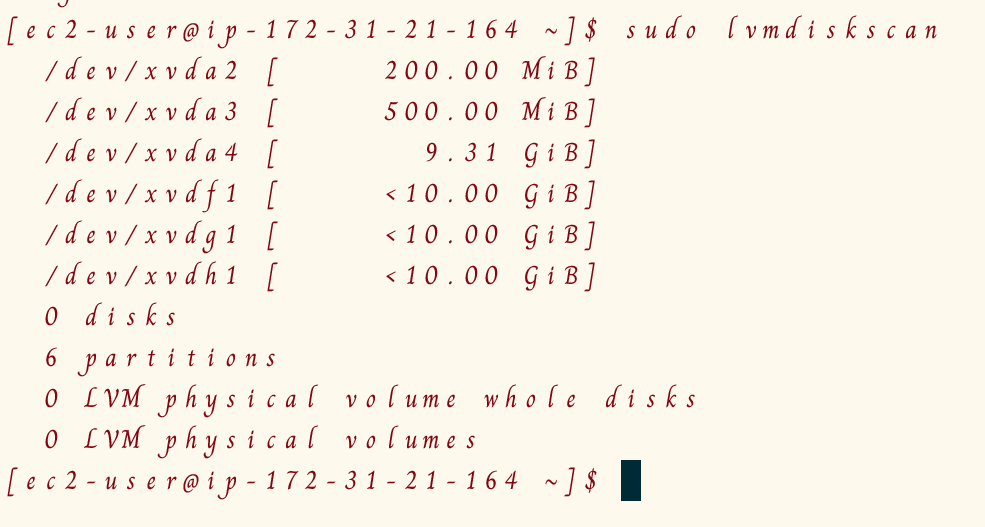 [ec2-user@ip-172-31-21-164 ~]$ sudo lvmdiskscan
  /dev/xvda2 [     200.00 MiB]
  /dev/xvda3 [     500.00 MiB]
  /dev/xvda4 [       9.31 GiB]
  /dev/xvdf1 [     <10.00 GiB]
  /dev/xvdg1 [     <10.00 GiB]
  /dev/xvdh1 [     <10.00 GiB]
  0 disks
  6 partitions
  0 LVM physical volume whole disks
  0 LVM physical volumes
[ec2-user@ip-172-31-21-164 ~]$